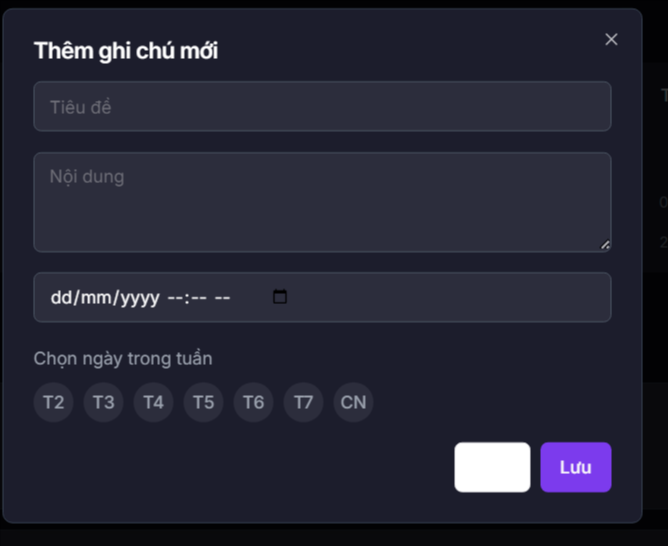 Thêm ghi chú mới
Tiêu đề
Nội dung
dd/mm/yyyy --:-- --
Chọn ngày trong tuần
T2 T3 T4 T5 T6 T7 CN
Lưu